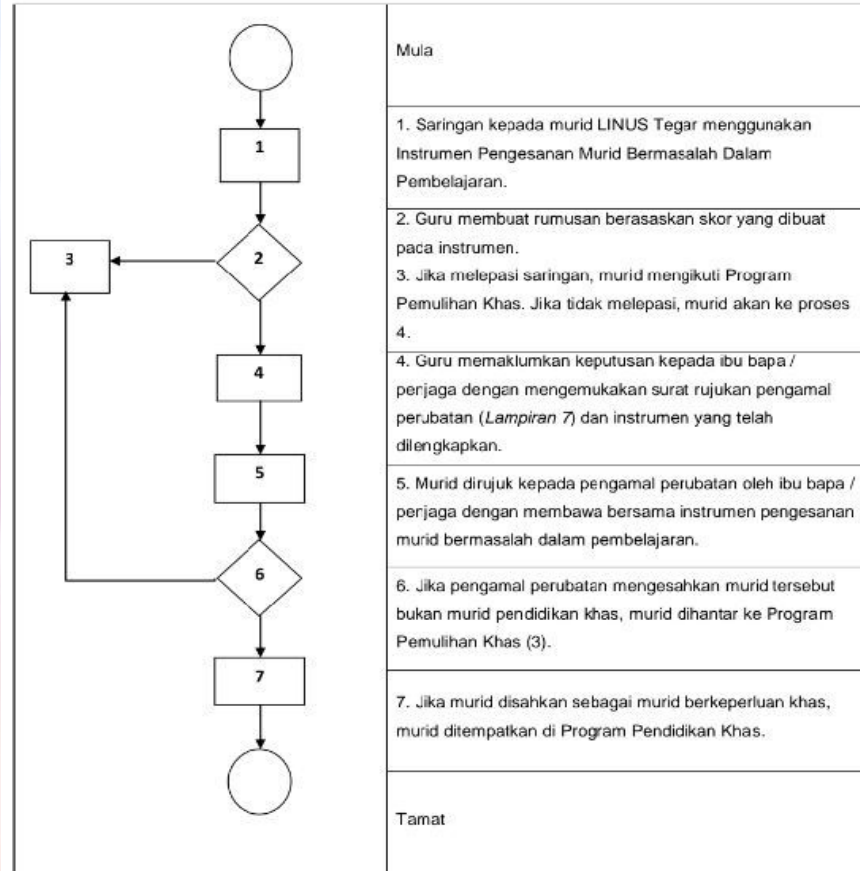 Mula
1
1. Saringan kepada murid LINUS Tegar menggunakan
Instrumen Pengesanan Murid Bermasalah Dalam
Pembelajaran.
2
3
2. Guru membuat rumusan berasaskan skor yang dibuat
paca instrumen.
3. Jika melepasi saringan, murid mengikuti Program
Pemulihan Khas. Jika tidak melepasi, murid akan ke proses
4.
4
4. Guru memaklumkan keputusan kepada ibu bapa /
penjaga dengan mengemukakan surat rujukan pengamal
perubatan (Lampiran 7) dan instrumen yang telah
dilengkapkan.
5
5. Murid dirujuk kepada pengamal perubatan oleh ibu bapa /
penjaga dengan membawa bersama instrumen pengesanan
murid bermasalah dalam pembelajaran.
6
6. Jika pengamal perubatan mengesahkan murid tersebut
bukan murid pendidikan khas, murid dihantar ke Program
Pemulihan Khas (3).
7
7. Jika murid disahkan sebagai murid berkeperluan khas,
murid ditempatkan di Program Pendidikan Khas.
Tamat